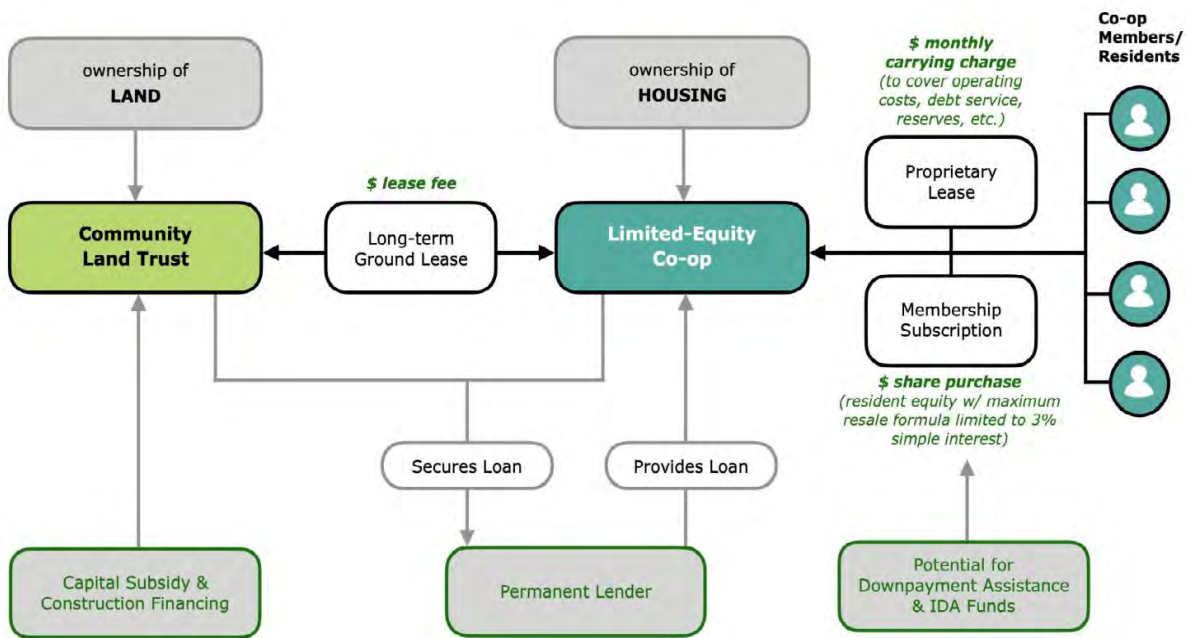 ownership of
LAND
ownership of
HOUSING
$ monthly
carrying charge
(to cover operating
costs, debt service,
reserves, etc.)
Co-op
Members/
Residents
Proprietary
Lease
$ lease fee
Community
Land Trust
Long-term
Ground Lease
Limited-Equity
Co-op
Membership
Subscription
$ share purchase
(resident equity w/ maximum
resale formula limited to 3%
simple interest)
Secures Loan
Provides Loan
Capital Subsidy &
Construction Financing
Permanent Lender
Potential for
Downpayment Assistance
& IDA Funds